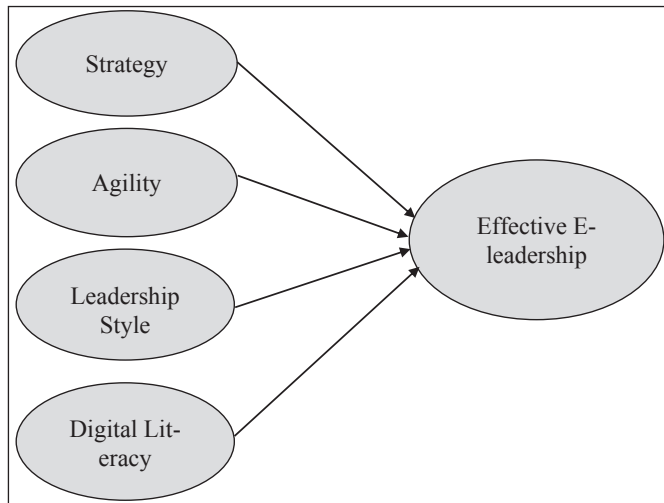 Strategy
Agility
Leadership
Style
Digital Lit-
eracy
Effective E-
leadership